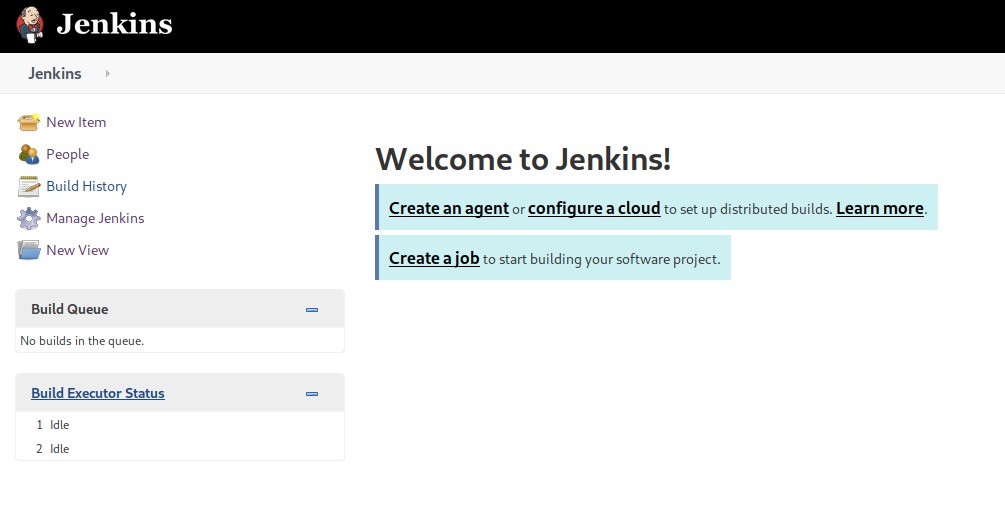 Jenkins
Jenkins
New Item
People
Build History
Manage Jenkins
New View
Build Queue
No builds in the queue.
Build Executor Status
1 Idle
2 Idle
Welcome to Jenkins!
Create an agent or configure a cloud to set up distributed builds. Learn more.
Create a job to start building your software project.